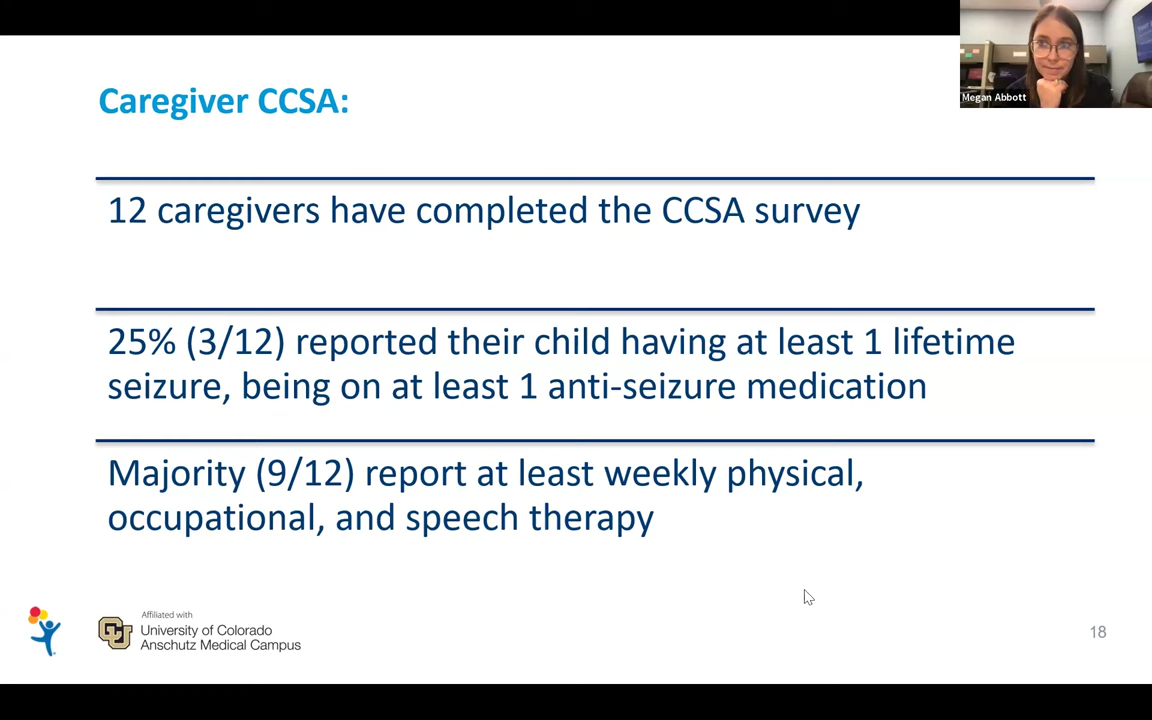 Megan Abbott
Caregiver CCSA:
12 caregivers have completed the CCSA survey
25% (3/12) reported their child having at least 1 lifetime
seizure, being on at least 1 anti-seizure medication
Majority (9/12) report at least weekly physical,
occupational, and speech therapy
Affiliated with
University of Colorado
Anschutz Medical Campus
18